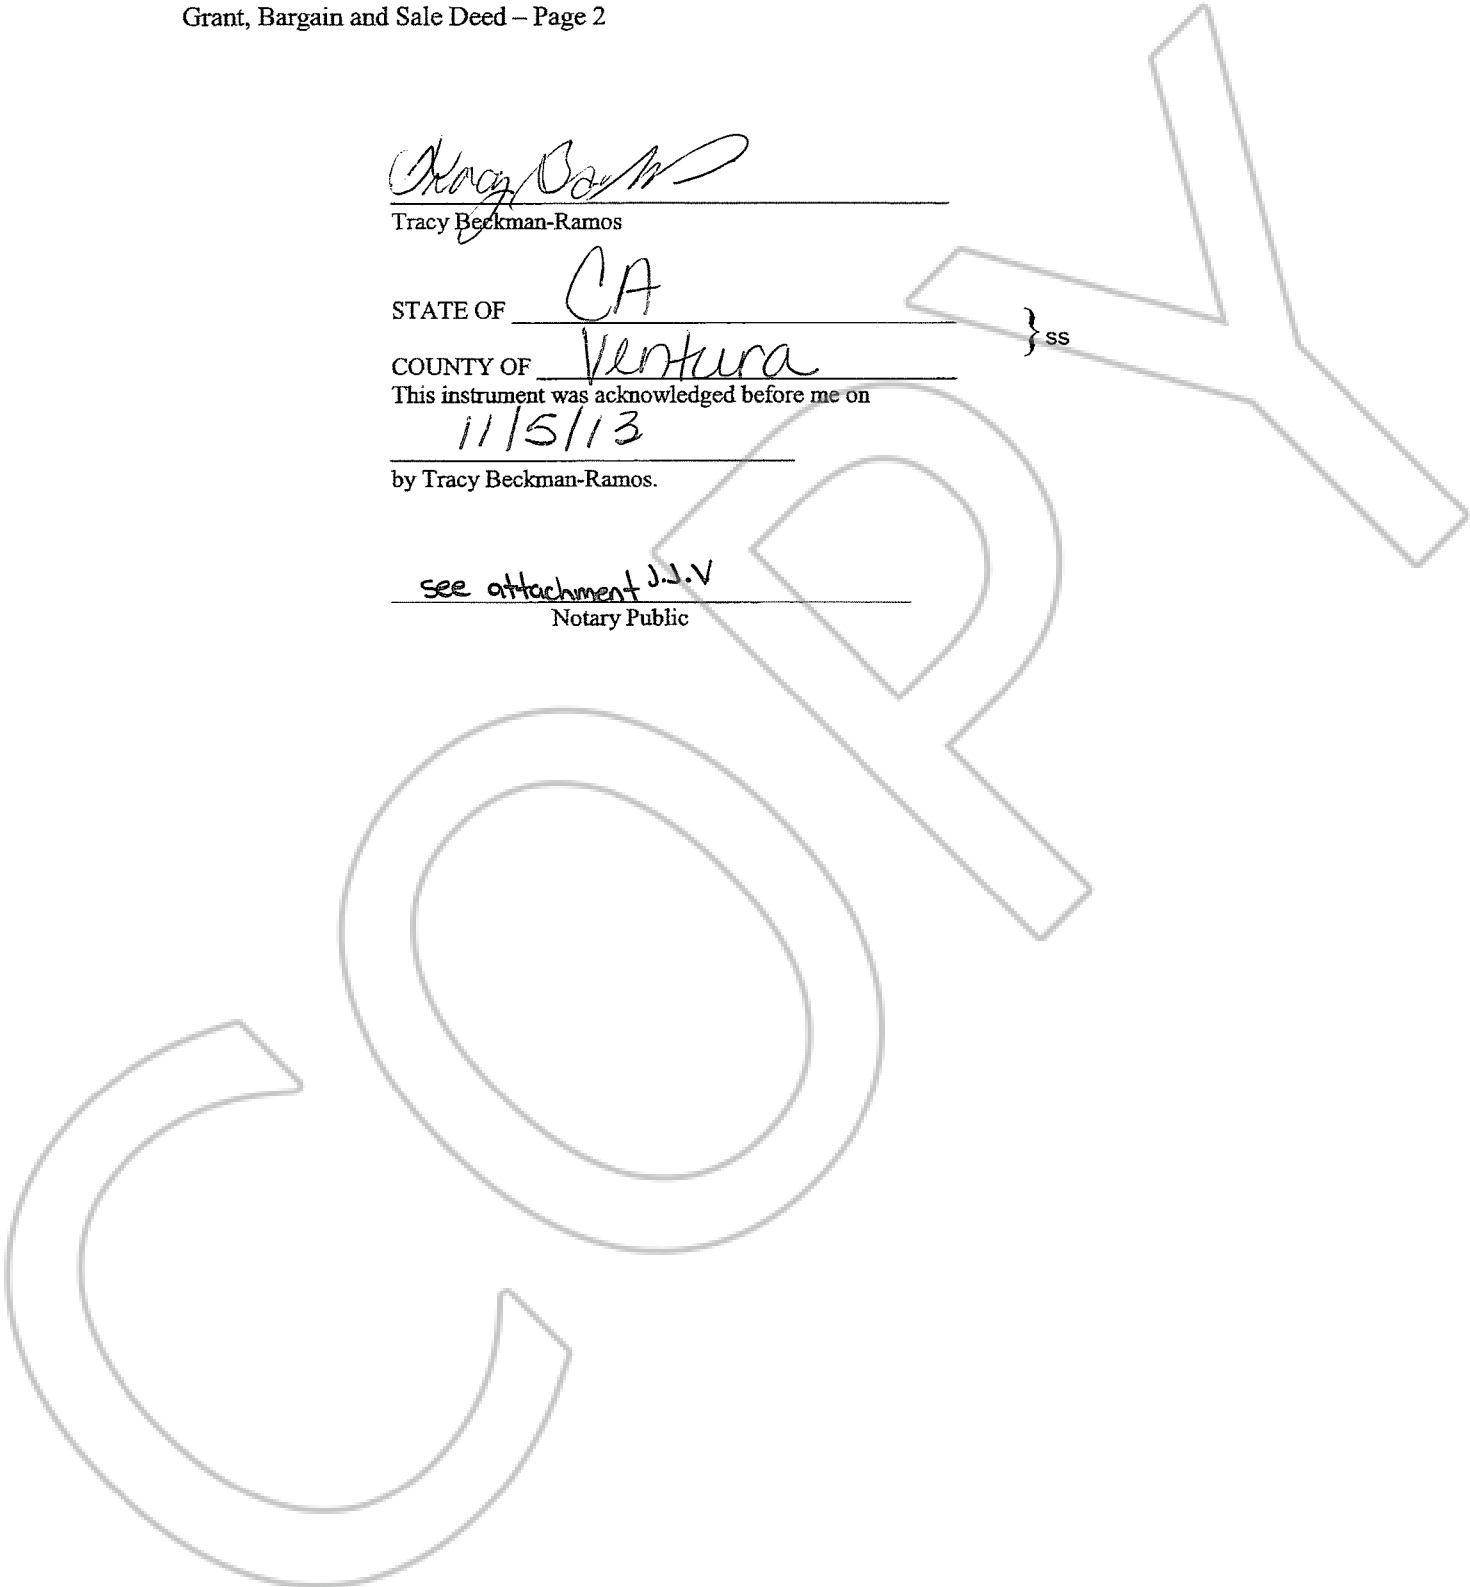 Grant, Bargain and Sale Deed – Page 2
Tracy Beckman-Ramos
STATE OF CA
} ss
COUNTY OF Ventura
This instrument was acknowledged before me on
11/5/13
by Tracy Beckman-Ramos.
see attachment J.J.V
Notary Public
COPY